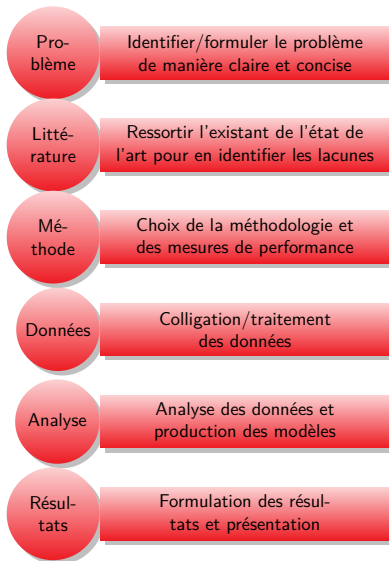 Pro-
blème
Identifier/formuler le problème
de manière claire et concise
Litté-
rature
Ressortir l'existant de l'état de
l'art pour en identifier les lacunes
Mé-
thode
Choix de la méthodologie et
des mesures de performance
Données
Colligation/traitement
des données
Analyse
Analyse des données et
production des modèles
Résul-
tats
Formulation des résul-
tats et présentation